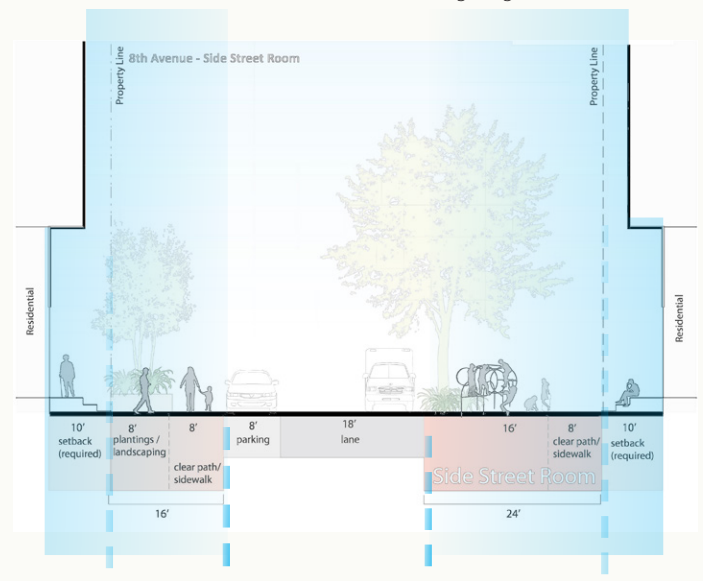 8th Avenue - Side Street Room
Property Line
Property Line
Residential
Residential
10'
setback
(required)
8'
plantings /
landscaping
8'
clear path/
sidewalk
8'
parking
18'
lane
16'
8'
clear path/
sidewalk
10'
setback
(required)
Side Street Room
16'
24'